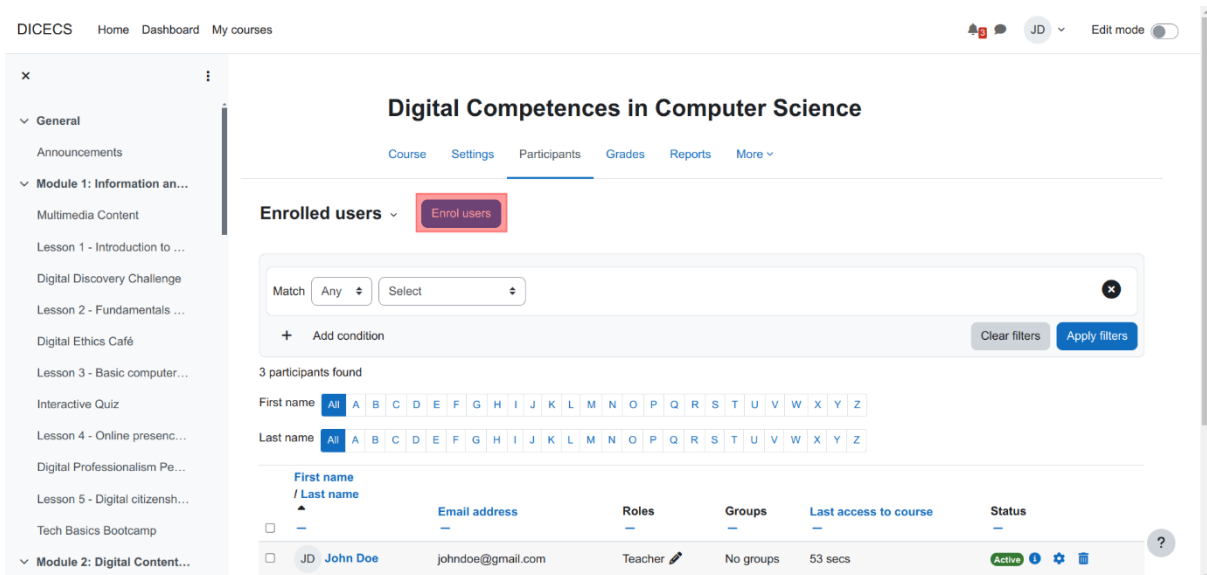 DICECS Home Dashboard My courses 3 JD Edit mode
General
Announcements
Module 1: Information an...
Multimedia Content
Lesson 1 - Introduction to ...
Digital Discovery Challenge
Lesson 2 - Fundamentals ...
Digital Ethics Café
Lesson 3 - Basic computer...
Interactive Quiz
Lesson 4 - Online presenc...
Digital Professionalism Pe...
Lesson 5 - Digital citizensh...
Tech Basics Bootcamp
Module 2: Digital Content...
Digital Competences in Computer Science
Course Settings Participants Grades Reports More
Enrolled users Enrol users
Match Any Select
+ Add condition Clear filters Apply filters
3 participants found
First name All A B C D E F G H I J K L M N O P Q R S T U V W X Y Z
Last name All A B C D E F G H I J K L M N O P Q R S T U V W X Y Z
First name
/ Last name
Email address Roles Groups Last access to course Status
JD John Doe johndoe@gmail.com Teacher No groups 53 secs Active
?